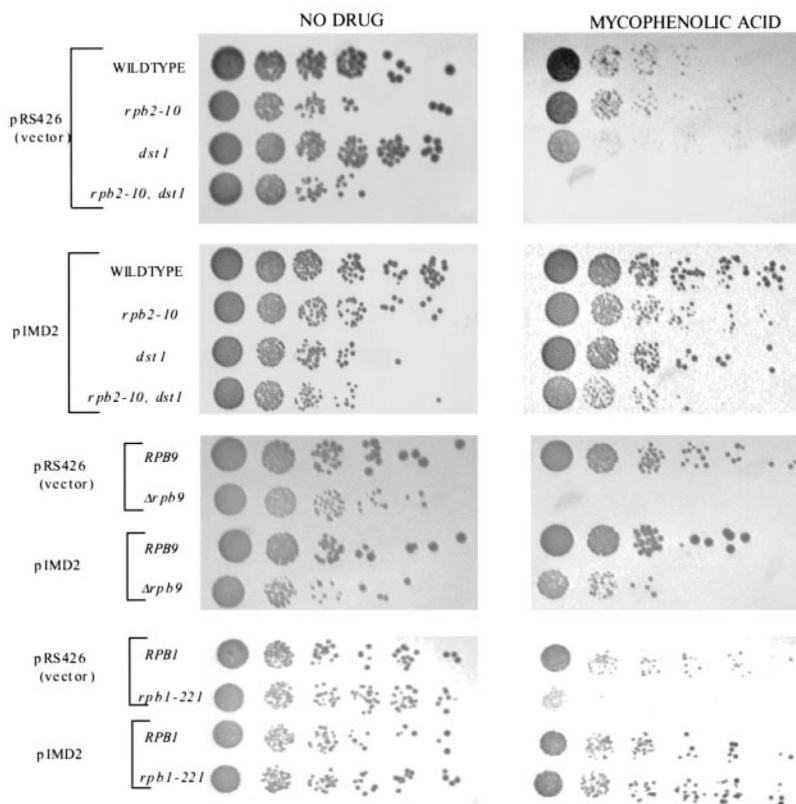 NO DRUG
MYCOPHENOLIC ACID
pRS426
(vector)
WILDTYPE
rpb2-10
dst1
rpb2-10, dst1
pIMD2
WILDTYPE
rpb2-10
dst1
rpb2-10, dst1
pRS426
(vector)
RPB9
Δrpb9
pIMD2
RPB9
Δrpb9
pRS426
(vector)
RPB1
rpb1-221
pIMD2
RPB1
rpb1-221